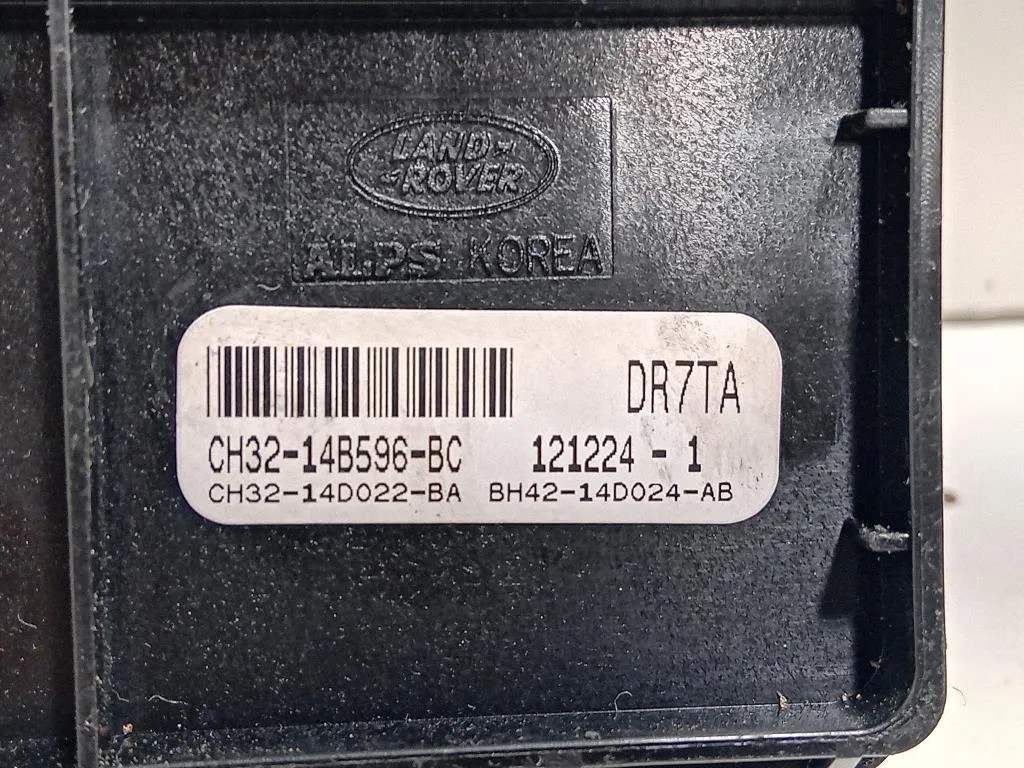 LAND-
-ROVER
ALPS KOREA
DR7TA
CH32-14B596-BC 121224 - 1
CH32-14D022-BA BH42-14D024-AB